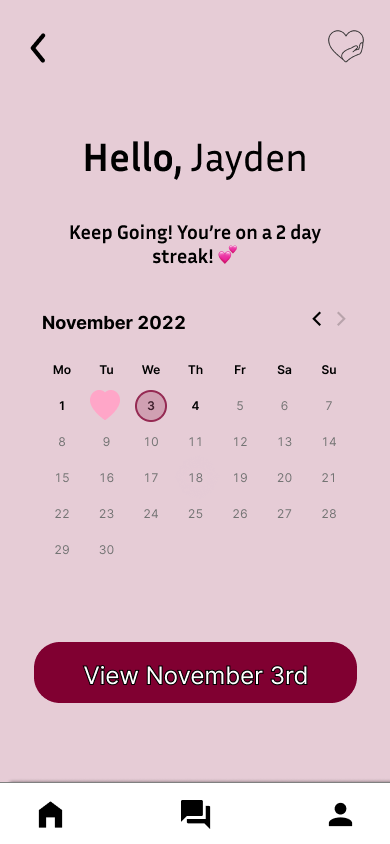 Hello, Jayden
Keep Going! You’re on a 2 day
streak! 💕
November 2022
Mo Tu We Th Fr Sa Su
1 3 4 5 6 7
8 9 10 11 12 13 14
15 16 17 18 19 20 21
22 23 24 25 26 27 28
29 30
View November 3rd